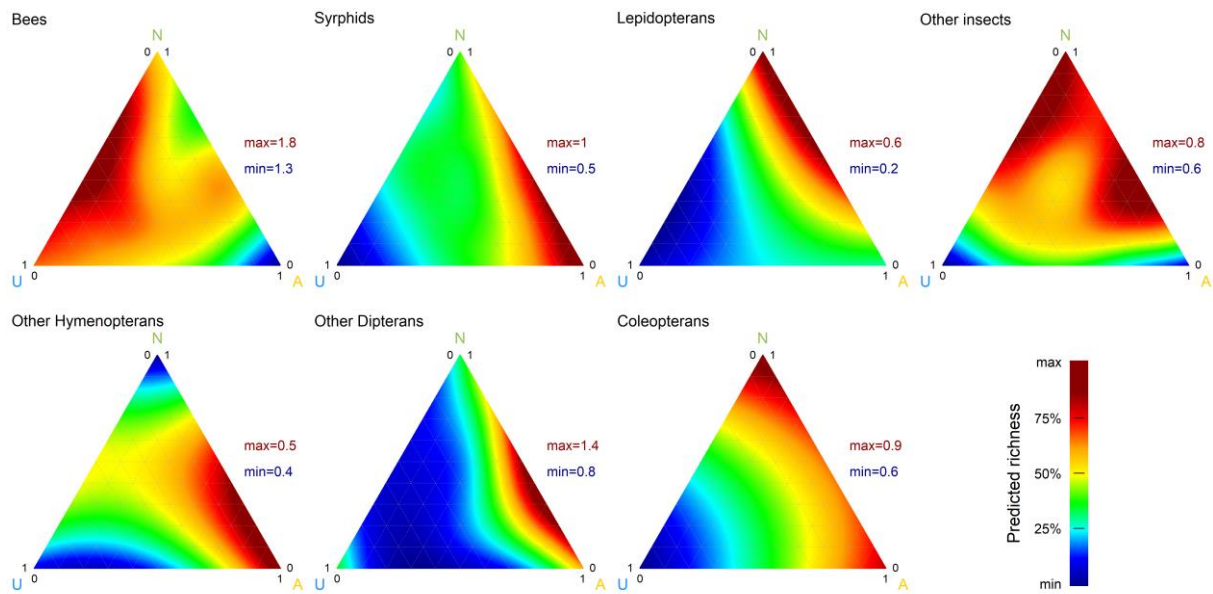 Bees
N
0 1
max=1.8
min=1.3
1 0
0 1
U A
Syrphids
N
0 1
max=1
min=0.5
1 0
0 1
U A
Lepidopterans
N
0 1
max=0.6
min=0.2
1 0
0 1
U A
Other insects
N
0 1
max=0.8
min=0.6
1 0
0 1
U A
Other Hymenopterans
N
0 1
max=0.5
min=0.4
1 0
0 1
U A
Other Dipterans
N
0 1
max=1.4
min=0.8
1 0
0 1
U A
Coleopterans
N
0 1
max=0.9
min=0.6
1 0
0 1
U A
Predicted richness
max
75%
50%
25%
min